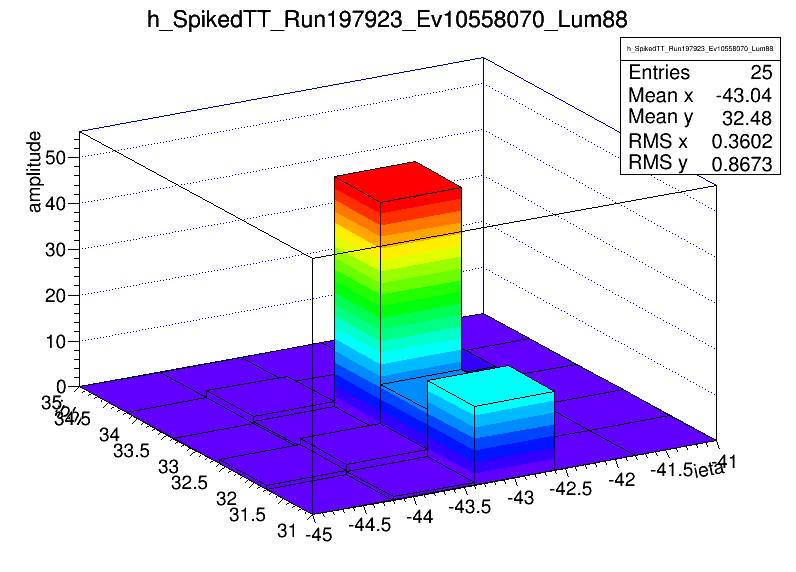 h_SpikedTT_Run197923_Ev10558070_Lum88
h_SpikedTT_Run197923_Ev10558070_Lum88
Entries 25
Mean x -43.04
Mean y 32.48
RMS x 0.3602
RMS y 0.8673
amplitude
50
40
30
20
10
0
35
34.5
34
33.5
33
32.5
32
31.5
31
-45
-44.5
-44
-43.5
-43
-42.5
-42
-41.5
ieta
-41